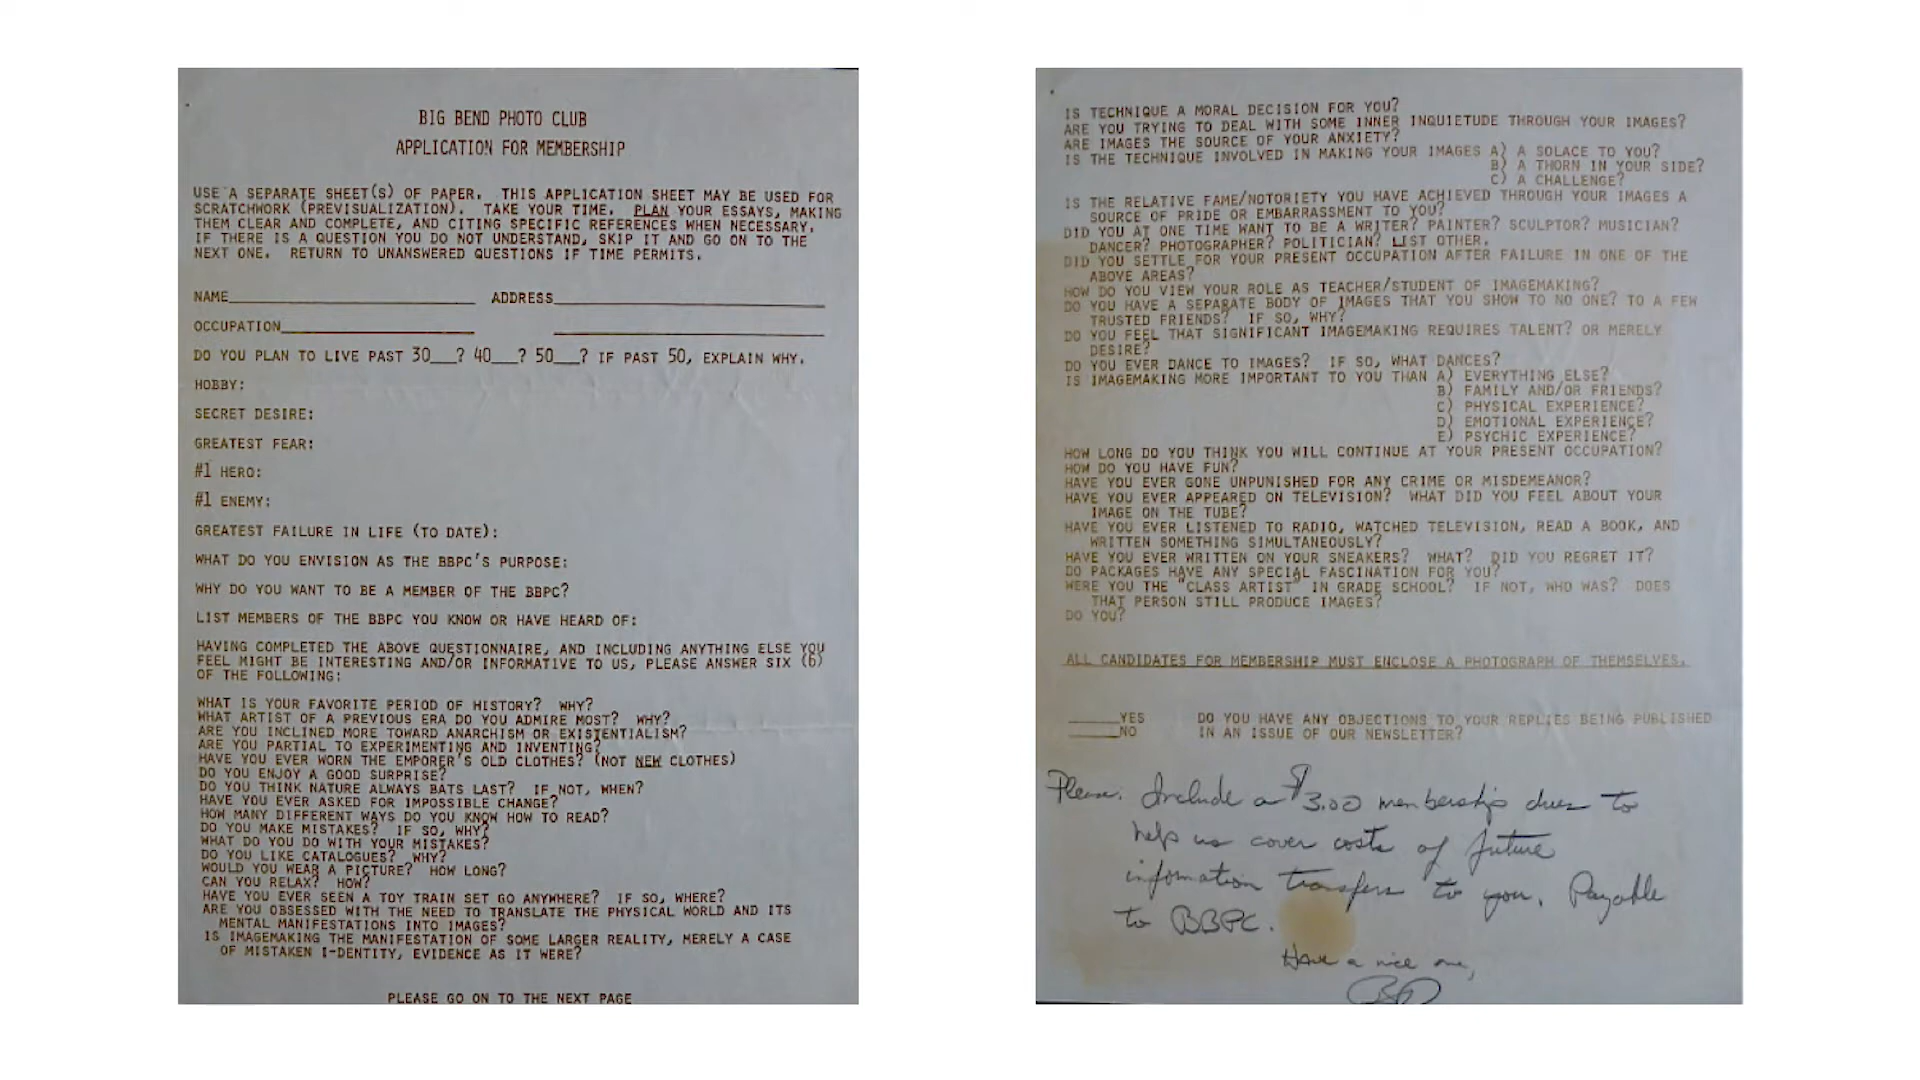 BIG BEND PHOTO CLUB
APPLICATION FOR MEMBERSHIP
USE A SEPARATE SHEET(S) OF PAPER. THIS APPLICATION SHEET MAY BE USED FOR
SCRATCHWORK (PREVISUALIZATION). TAKE YOUR TIME. PLAN YOUR ESSAYS, MAKING
THEM CLEAR AND COMPLETE, AND CITING SPECIFIC REFERENCES WHEN NECESSARY.
IF THERE IS A QUESTION YOU DO NOT UNDERSTAND, SKIP IT AND GO ON TO THE
NEXT ONE. RETURN TO UNANSWERED QUESTIONS IF TIME PERMITS.
NAME____________________ ADDRESS____________________
OCCUPATION____________________ ____________________
DO YOU PLAN TO LIVE PAST 30___? 40___? 50___? IF PAST 50, EXPLAIN WHY.
HOBBY:
SECRET DESIRE:
GREATEST FEAR:
#1 HERO:
#1 ENEMY:
GREATEST FAILURE IN LIFE (TO DATE):
WHAT DO YOU ENVISION AS THE BBPC'S PURPOSE:
WHY DO YOU WANT TO BE A MEMBER OF THE BBPC?
LIST MEMBERS OF THE BBPC YOU KNOW OR HAVE HEARD OF:
HAVING COMPLETED THE ABOVE QUESTIONNAIRE, AND INCLUDING ANYTHING ELSE YOU
FEEL MIGHT BE INTERESTING AND/OR INFORMATIVE TO US, PLEASE ANSWER SIX (6)
OF THE FOLLOWING:
WHAT IS YOUR FAVORITE PERIOD OF HISTORY? WHY?
WHAT ARTIST OF A PREVIOUS ERA DO YOU ADMIRE MOST? WHY?
ARE YOU INCLINED MORE TOWARD ANARCHISM OR EXISTENTIALISM?
ARE YOU PARTIAL TO EXPERIMENTING AND INVENTING?
HAVE YOU EVER WORN THE EMPORER'S OLD CLOTHES? (NOT NEW CLOTHES)
DO YOU ENJOY A GOOD SURPRISE?
DO YOU THINK NATURE ALWAYS BATS LAST? IF NOT, WHEN?
HAVE YOU EVER ASKED FOR IMPOSSIBLE CHANGE?
HOW MANY DIFFERENT WAYS DO YOU KNOW HOW TO READ?
DO YOU MAKE MISTAKES? IF SO, WHY?
WHAT DO YOU DO WITH YOUR MISTAKES?
DO YOU LIKE CATALOGUES? WHY?
WOULD YOU WEAR A PICTURE? HOW LONG?
CAN YOU RELAX? HOW?
HAVE YOU EVER SEEN A TOY TRAIN SET GO ANYWHERE? IF SO, WHERE?
ARE YOU OBSESSED WITH THE NEED TO TRANSLATE THE PHYSICAL WORLD AND ITS
MENTAL MANIFESTATIONS INTO IMAGES?
IS IMAGEMAKING THE MANIFESTATION OF SOME LARGER REALITY, MERELY A CASE
OF MISTAKEN I-DENTITY, EVIDENCE AS IT WERE?
PLEASE GO ON TO THE NEXT PAGE
IS TECHNIQUE A MORAL DECISION FOR YOU?
ARE YOU TRYING TO DEAL WITH SOME INNER INQUIETUDE THROUGH YOUR IMAGES?
ARE IMAGES THE SOURCE OF YOUR ANXIETY?
IS THE TECHNIQUE INVOLVED IN MAKING YOUR IMAGES A) A SOLACE TO YOU?
B) A THORN IN YOUR SIDE?
C) A CHALLENGE?
IS THE RELATIVE FAME/NOTORIETY YOU HAVE ACHIEVED THROUGH YOUR IMAGES A
SOURCE OF PRIDE OR EMBARRASSMENT TO YOU?
DID YOU AT ONE TIME WANT TO BE A WRITER? PAINTER? SCULPTOR? MUSICIAN?
DANCER? PHOTOGRAPHER? POLITICIAN? LIST OTHER.
DID YOU SETTLE FOR YOUR PRESENT OCCUPATION AFTER FAILURE IN ONE OF THE
ABOVE AREAS?
HOW DO YOU VIEW YOUR ROLE AS TEACHER/STUDENT OF IMAGEMAKING?
DO YOU HAVE A SEPARATE BODY OF IMAGES THAT YOU SHOW TO NO ONE? TO A FEW
TRUSTED FRIENDS? IF SO, WHY?
DO YOU FEEL THAT SIGNIFICANT IMAGEMAKING REQUIRES TALENT? OR MERELY
DESIRE?
DO YOU EVER DANCE TO IMAGES? IF SO, WHAT DANCES?
IS IMAGEMAKING MORE IMPORTANT TO YOU THAN A) EVERYTHING ELSE?
B) FAMILY AND/OR FRIENDS?
C) PHYSICAL EXPERIENCE?
D) EMOTIONAL EXPERIENCE?
E) PSYCHIC EXPERIENCE?
HOW LONG DO YOU THINK YOU WILL CONTINUE AT YOUR PRESENT OCCUPATION?
HOW DO YOU HAVE FUN?
HAVE YOU EVER GONE UNPUNISHED FOR ANY CRIME OR MISDEMEANOR?
HAVE YOU EVER APPEARED ON TELEVISION? WHAT DID YOU FEEL ABOUT YOUR
IMAGE ON THE TUBE?
HAVE YOU EVER LISTENED TO RADIO, WATCHED TELEVISION, READ A BOOK, AND
WRITTEN SOMETHING SIMULTANEOUSLY?
HAVE YOU EVER WRITTEN ON YOUR SNEAKERS? WHAT? DID YOU REGRET IT?
DO PACKAGES HAVE ANY SPECIAL FASCINATION FOR YOU?
WERE YOU THE "CLASS ARTIST" IN GRADE SCHOOL? IF NOT, WHO WAS? DOES
THAT PERSON STILL PRODUCE IMAGES?
DO YOU?
ALL CANDIDATES FOR MEMBERSHIP MUST ENCLOSE A PHOTOGRAPH OF THEMSELVES.
______YES DO YOU HAVE ANY OBJECTIONS TO YOUR REPLIES BEING PUBLISHED
______NO IN AN ISSUE OF OUR NEWSLETTER?
Please. Include a $3.00 membership dues to
help us cover costs of future
information transfers to you. Payable
to BBPC.
Have a nice one,